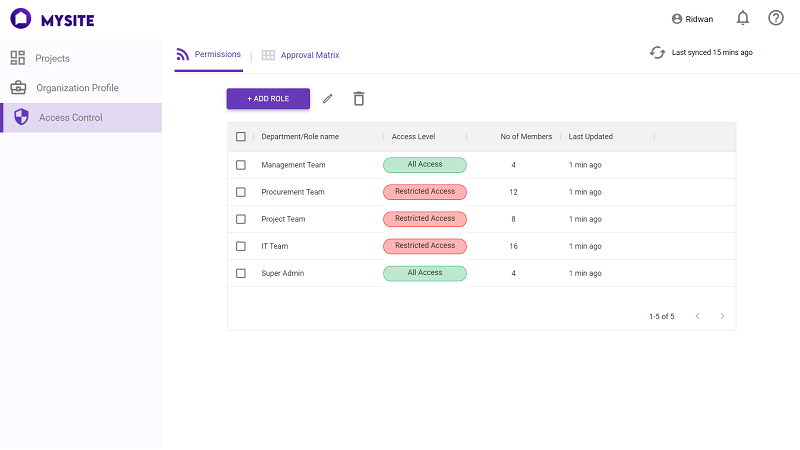 MYSITE
Ridwan
Projects
Organization Profile
Access Control
Permissions
Approval Matrix
Last synced 15 mins ago
+ ADD ROLE
Department/Role name Access Level No of Members Last Updated
Management Team All Access 4 1 min ago
Procurement Team Restricted Access 12 1 min ago
Project Team Restricted Access 8 1 min ago
IT Team Restricted Access 16 1 min ago
Super Admin All Access 4 1 min ago
1-5 of 5